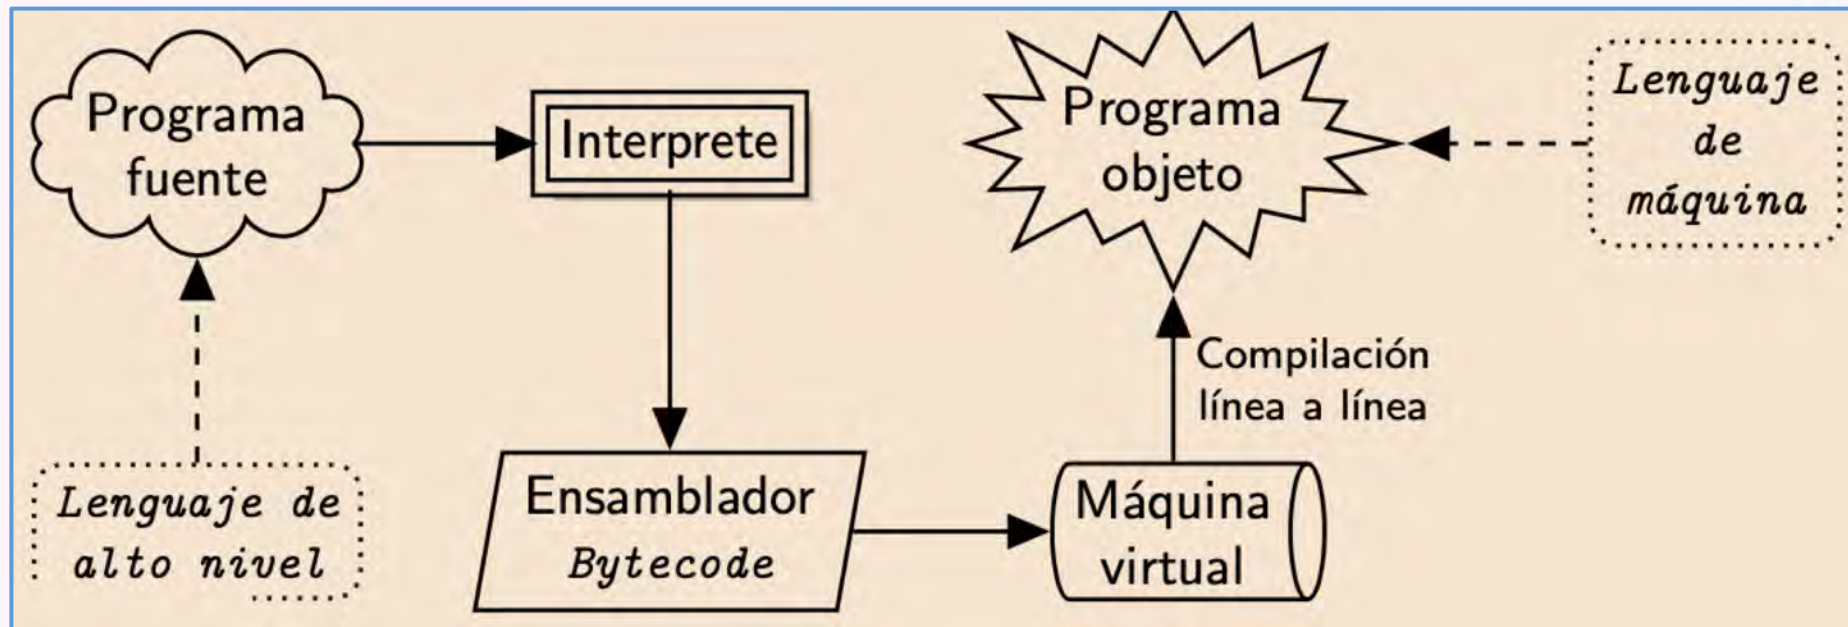 Programa
fuente
Interprete
Programa
objeto
Lenguaje
de
máquina
Compilación
línea a línea
Lenguaje de
alto nivel
Ensamblador
Bytecode
Máquina
virtual